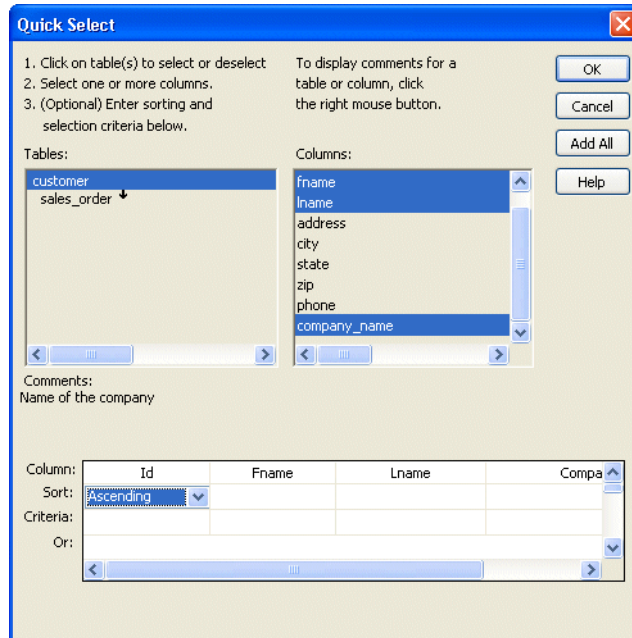 Quick Select
1. Click on table(s) to select or deselect
2. Select one or more columns.
3. (Optional) Enter sorting and
selection criteria below.
To display comments for a
table or column, click
the right mouse button.
OK
Cancel
Add All
Help
Tables:
customer
sales_order
Columns:
fname
lname
address
city
state
zip
phone
company_name
Comments:
Name of the company
Column: Id Fname Lname Compa
Sort: Ascending
Criteria:
Or: